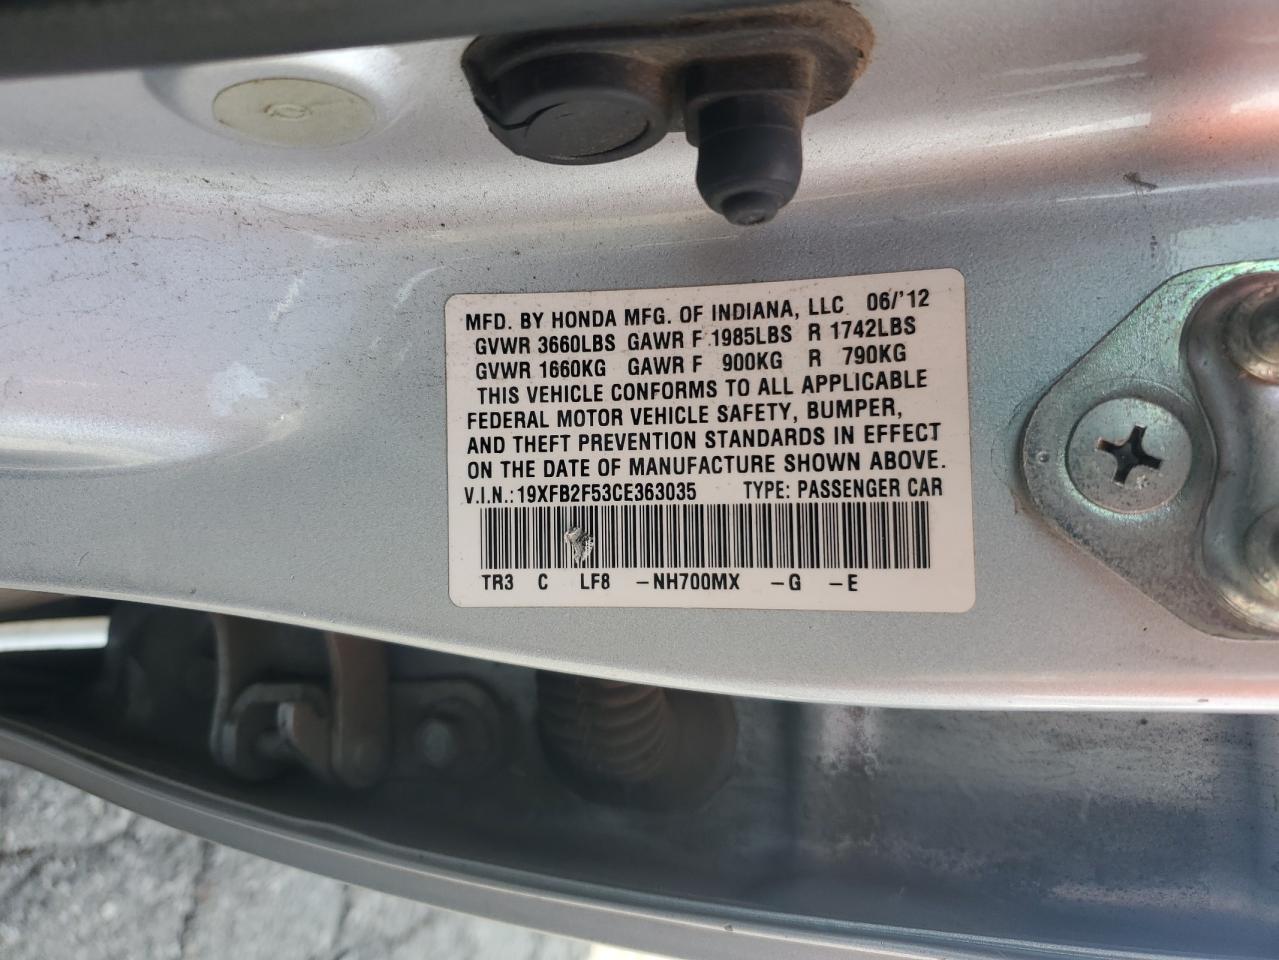 MFD. BY HONDA MFG. OF INDIANA, LLC 06/'12
GVWR 3660LBS GAWR F 1985LBS R 1742LBS
GVWR 1660KG GAWR F 900KG R 790KG
THIS VEHICLE CONFORMS TO ALL APPLICABLE
FEDERAL MOTOR VEHICLE SAFETY, BUMPER,
AND THEFT PREVENTION STANDARDS IN EFFECT
ON THE DATE OF MANUFACTURE SHOWN ABOVE.
V.I.N.:19XFB2F53CE363035 TYPE: PASSENGER CAR
TR3 C LF8 -NH700MX -G -E